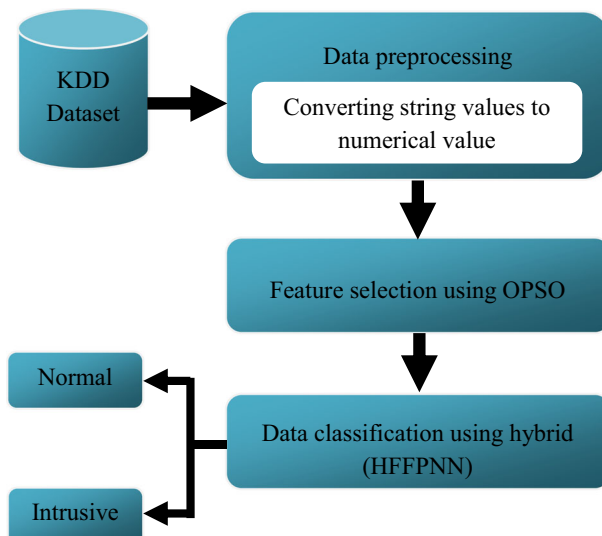 KDD
Dataset
Data preprocessing
Converting string values to
numerical value
Feature selection using OPSO
Data classification using hybrid
(HFFPNN)
Normal
Intrusive